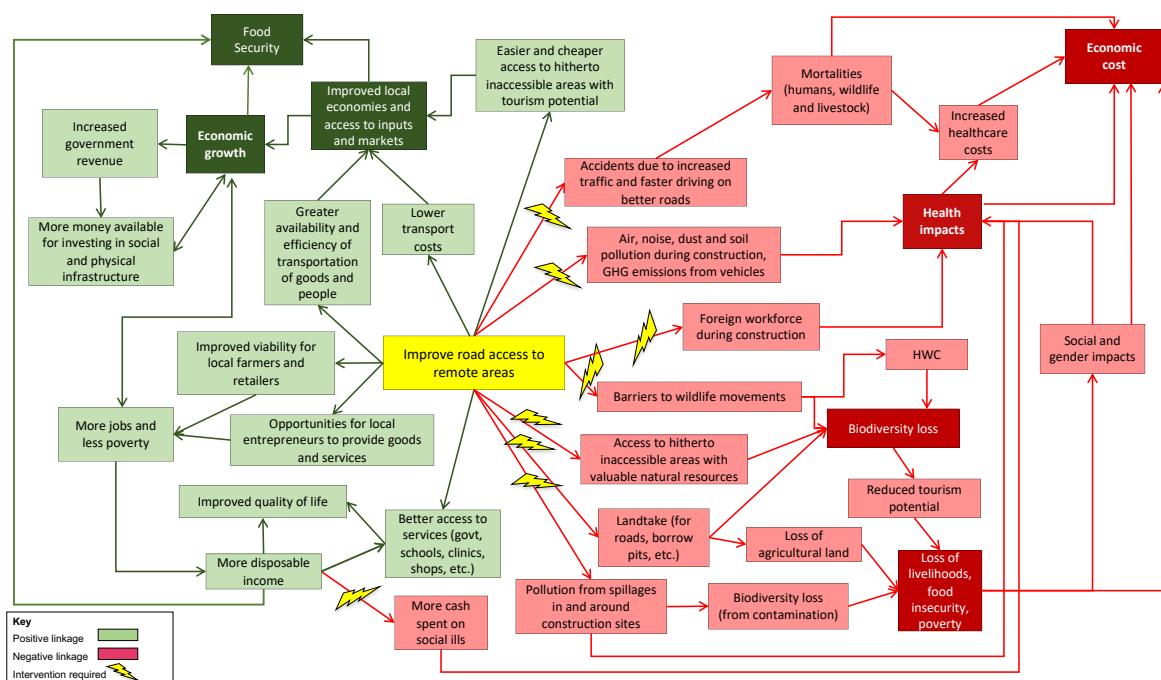 Food
Security
Easier and cheaper
access to hitherto
inaccessible areas with
tourism potential
Economic
cost
Mortalities
(humans, wildlife
and livestock)
Improved local
economies and
access to inputs
and markets
Increased
government
revenue
Economic
growth
Increased
healthcare
costs
Accidents due to increased
traffic and faster driving on
better roads
More money available
for investing in social
and physical
infrastructure
Greater
availability and
efficiency of
transportation
of goods and
people
Lower
transport
costs
Health
impacts
Air, noise, dust and soil
pollution during construction,
GHG emissions from vehicles
Foreign workforce
during construction
Social and
gender impacts
Improved viability for
local farmers and
retailers
Improve road access to
remote areas
HWC
Barriers to wildlife movements
More jobs and
less poverty
Opportunities for local
entrepreneurs to provide goods
and services
Biodiversity loss
Access to hitherto
inaccessible areas with
valuable natural resources
Reduced tourism
potential
Improved quality of life
Better access to
services (govt,
schools, clinics,
shops, etc.)
Landtake (for
roads, borrow
pits, etc.)
Loss of
agricultural land
More disposable
income
Loss of
livelihoods,
food
insecurity,
poverty
Pollution from spillages
in and around
construction sites
Biodiversity loss
(from contamination)
More cash
spent on
social ills
Key
Positive linkage
Negative linkage
Intervention required